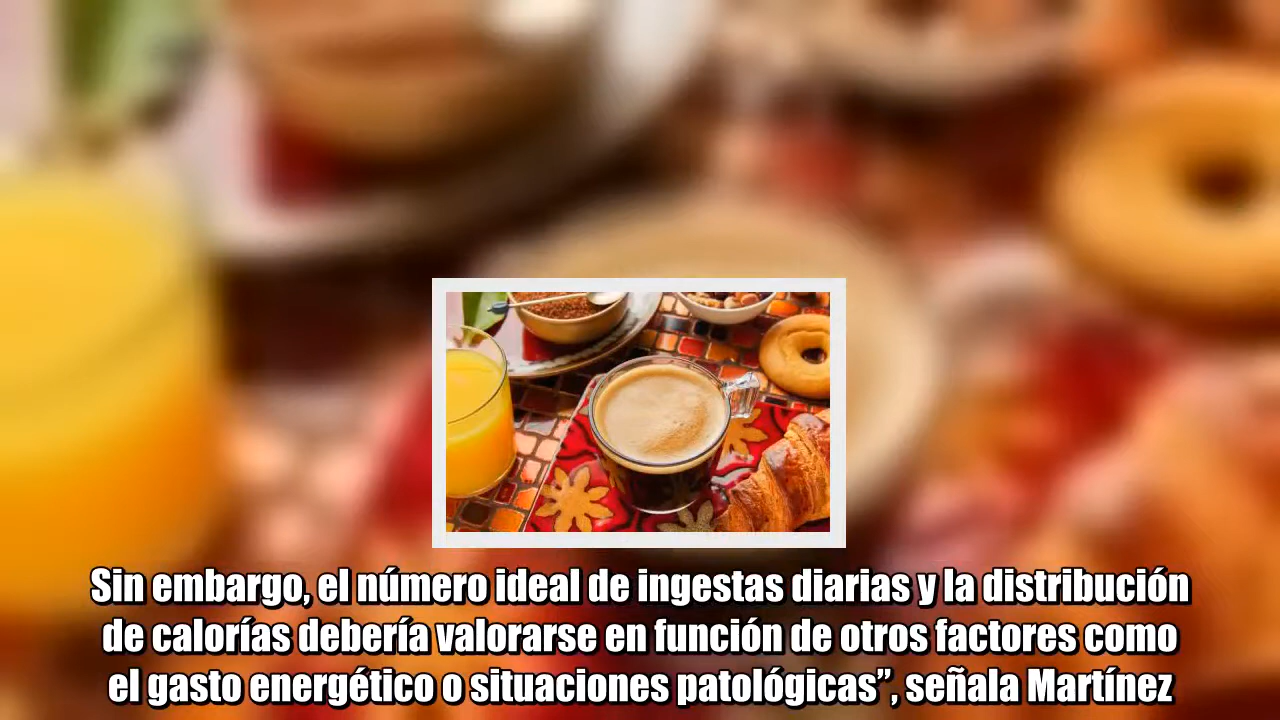 Sin embargo, el número ideal de ingestas diarias y la distribución
de calorías debería valorarse en función de otros factores como
el gasto energético o situaciones patológicas”, señala Martínez